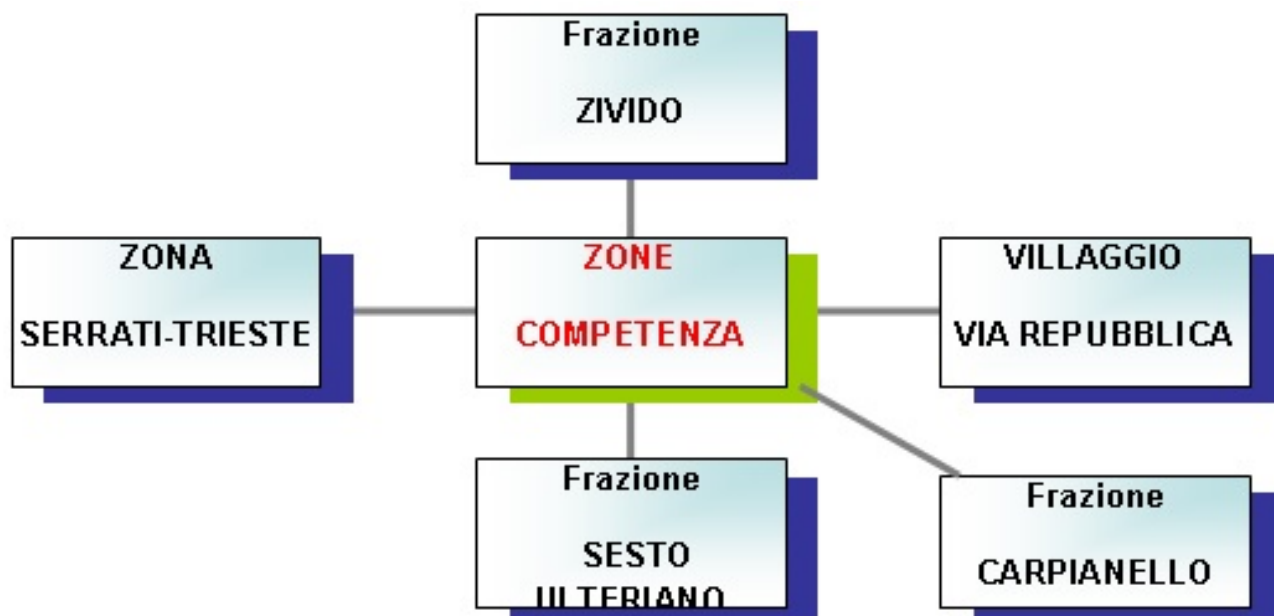 Frazione
ZIVIDO
ZONA
SERRATI-TRIESTE
ZONE
COMPETENZA
VILLAGGIO
VIA REPUBBLICA
Frazione
SESTO
ULTERIANO
Frazione
CARPIANELLO